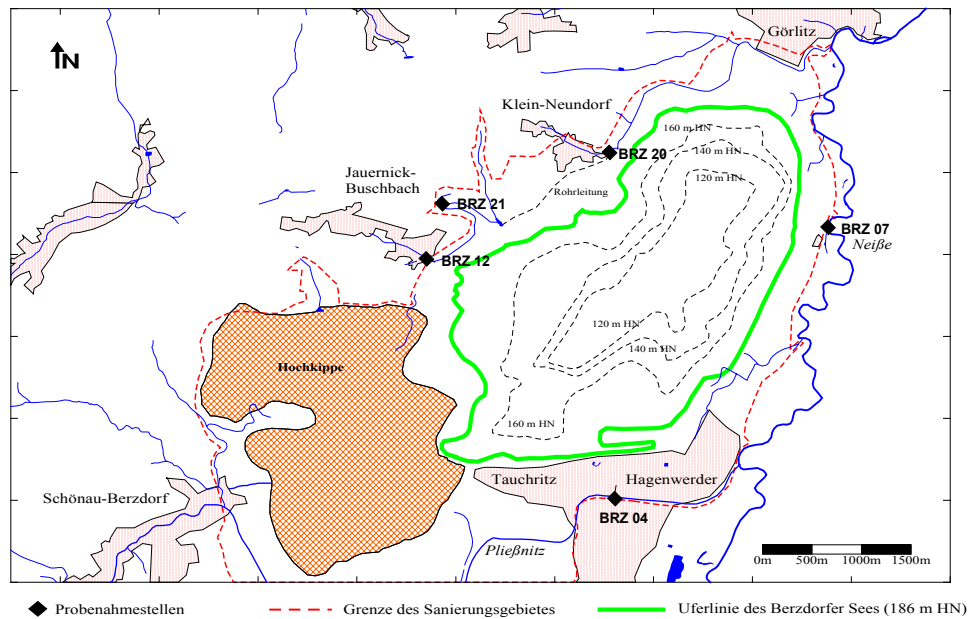 Görlitz
N
Klein-Neundorf
160 m HN
140 m HN
BRZ 20
Jauernick-
Buschbach
120 m HN
Rohrleitung
BRZ 21
BRZ 07
Neiße
BRZ 12
120 m HN
140 m HN
Hochkippe
160 m HN
Tauchritz
Hagenwerder
Schönau-Berzdorf
BRZ 04
Pließnitz
0m 500m 1000m 1500m
Probenahmestellen
Grenze des Sanierungsgebietes
Uferlinie des Berzdorfer Sees (186 m HN)